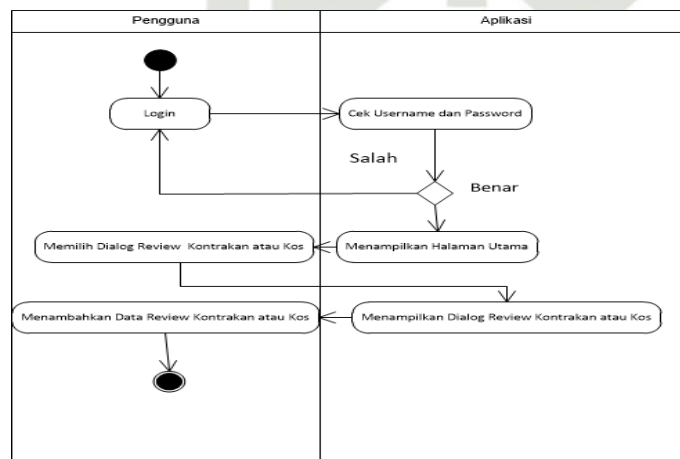 Pengguna
Aplikasi
Login
Cek Username dan Password
Salah
Benar
Memilih Dialog Review Kontrakan atau Kos
Menampilkan Halaman Utama
Menambahkan Data Review Kontrakan atau Kos
Menampilkan Dialog Review Kontrakan atau Kos